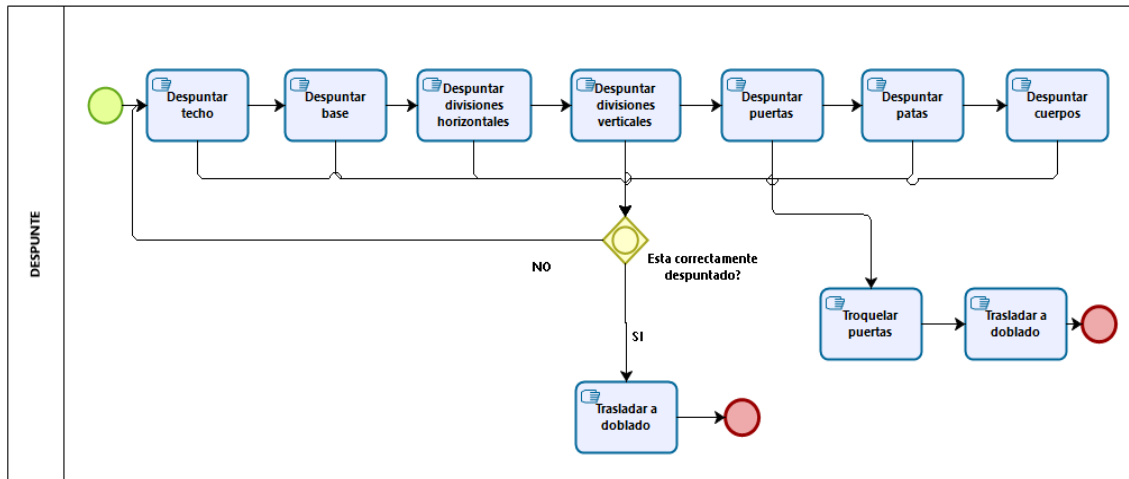 DESPUNTE
Despuntar
techo
Despuntar
base
Despuntar
divisiones
horizontales
Despuntar
divisiones
verticales
Despuntar
puertas
Despuntar
patas
Despuntar
cuerpos
Esta correctamente
despuntado?
NO
SI
Troquelar
puertas
Trasladar a
doblado
Trasladar a
doblado